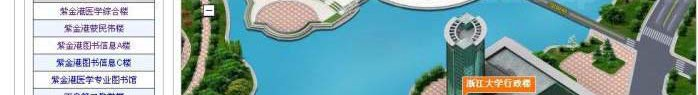 紫金港医学综合楼
紫金港蒙民伟楼
紫金港图书信息A楼
紫金港图书信息C楼
紫金港医学专业图书馆
浙江大学行政楼